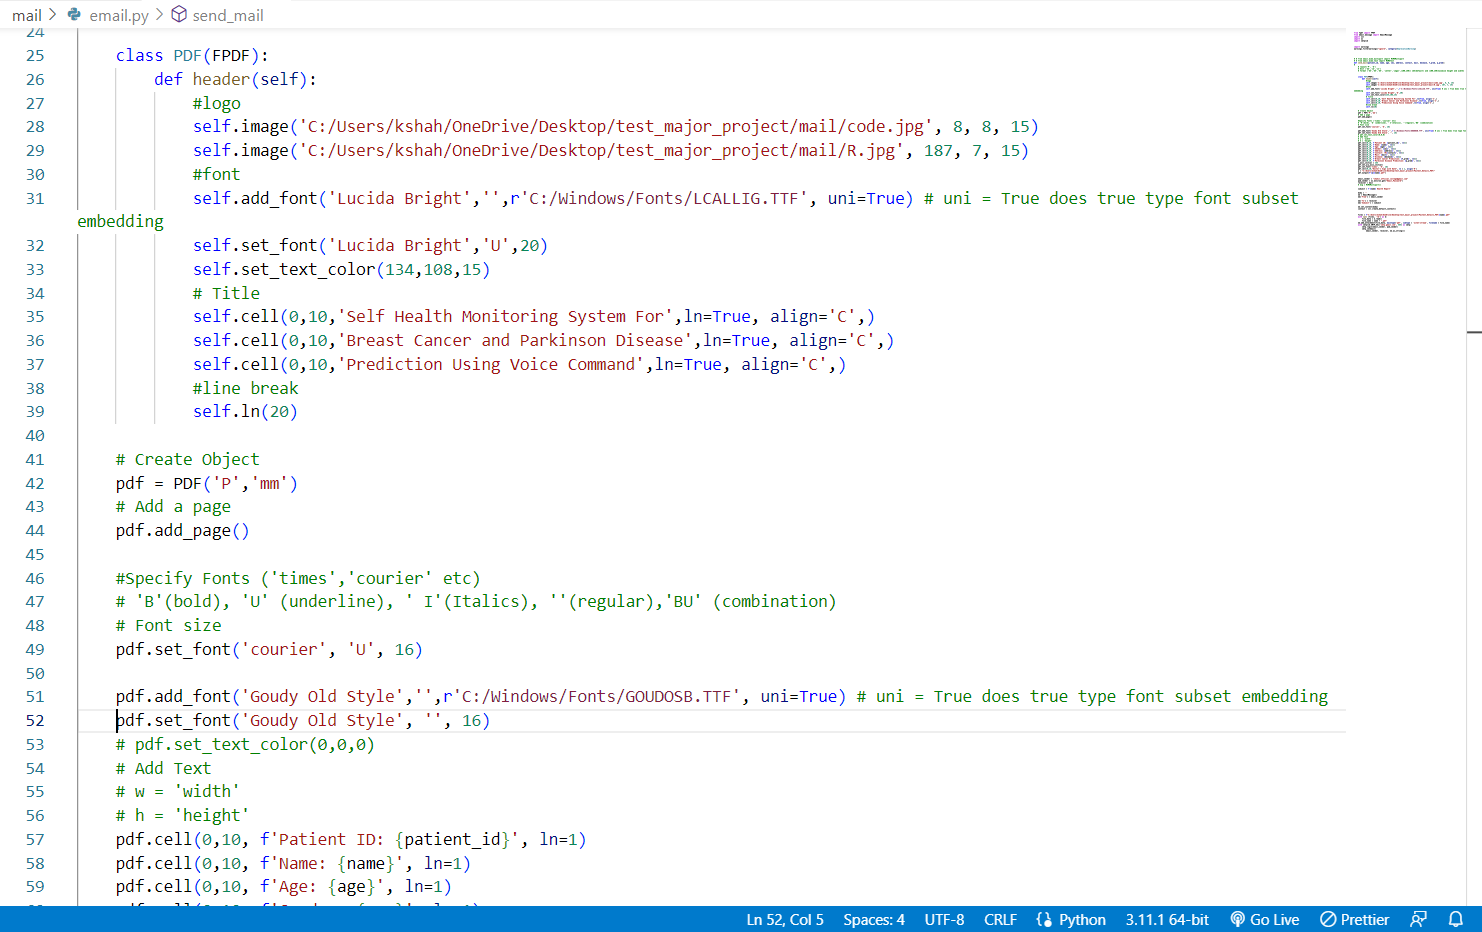 mail > email.py > send_mail
24
25 class PDF(FPDF):
26 def header(self):
27 #logo
28 self.image('C:/Users/kshah/OneDrive/Desktop/test_major_project/mail/code.jpg', 8, 8, 15)
29 self.image('C:/Users/kshah/OneDrive/Desktop/test_major_project/mail/R.jpg', 187, 7, 15)
30 #font
31 self.add_font('Lucida Bright','',r'C:/Windows/Fonts/LCALLIG.TTF', uni=True) # uni = True does true type font subset
embedding
32 self.set_font('Lucida Bright','U',20)
33 self.set_text_color(134,108,15)
34 # Title
35 self.cell(0,10,'Self Health Monitoring System For',ln=True, align='C',)
36 self.cell(0,10,'Breast Cancer and Parkinson Disease',ln=True, align='C',)
37 self.cell(0,10,'Prediction Using Voice Command',ln=True, align='C',)
38 #line break
39 self.ln(20)
40
41 # Create Object
42 pdf = PDF('P','mm')
43 # Add a page
44 pdf.add_page()
45
46 #Specify Fonts ('times','courier' etc)
47 # 'B'(bold), 'U' (underline), ' I'(Italics), ''(regular),'BU' (combination)
48 # Font size
49 pdf.set_font('courier', 'U', 16)
50
51 pdf.add_font('Goudy Old Style','',r'C:/Windows/Fonts/GOUDOSB.TTF', uni=True) # uni = True does true type font subset embedding
52 pdf.set_font('Goudy Old Style', '', 16)
53 # pdf.set_text_color(0,0,0)
54 # Add Text
55 # w = 'width'
56 # h = 'height'
57 pdf.cell(0,10, f'Patient ID: {patient_id}', ln=1)
58 pdf.cell(0,10, f'Name: {name}', ln=1)
59 pdf.cell(0,10, f'Age: {age}', ln=1)
Ln 52, Col 5 Spaces: 4 UTF-8 CRLF Python 3.11.1 64-bit Go Live Prettier